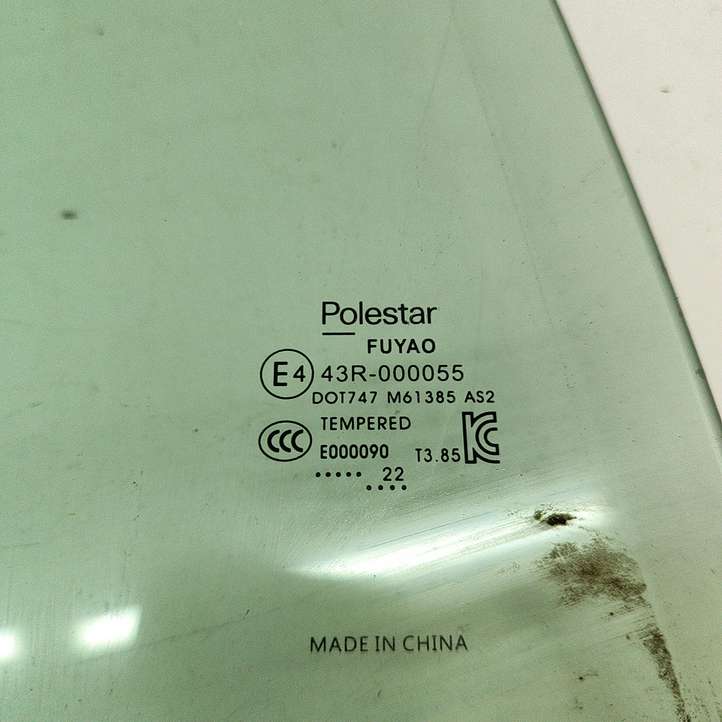 Polestar
FUYAO
E4 43R-000055
DOT747 M61385 AS2
TEMPERED
CCC E000090 T3.85 KC
..... 22
....
MADE IN CHINA